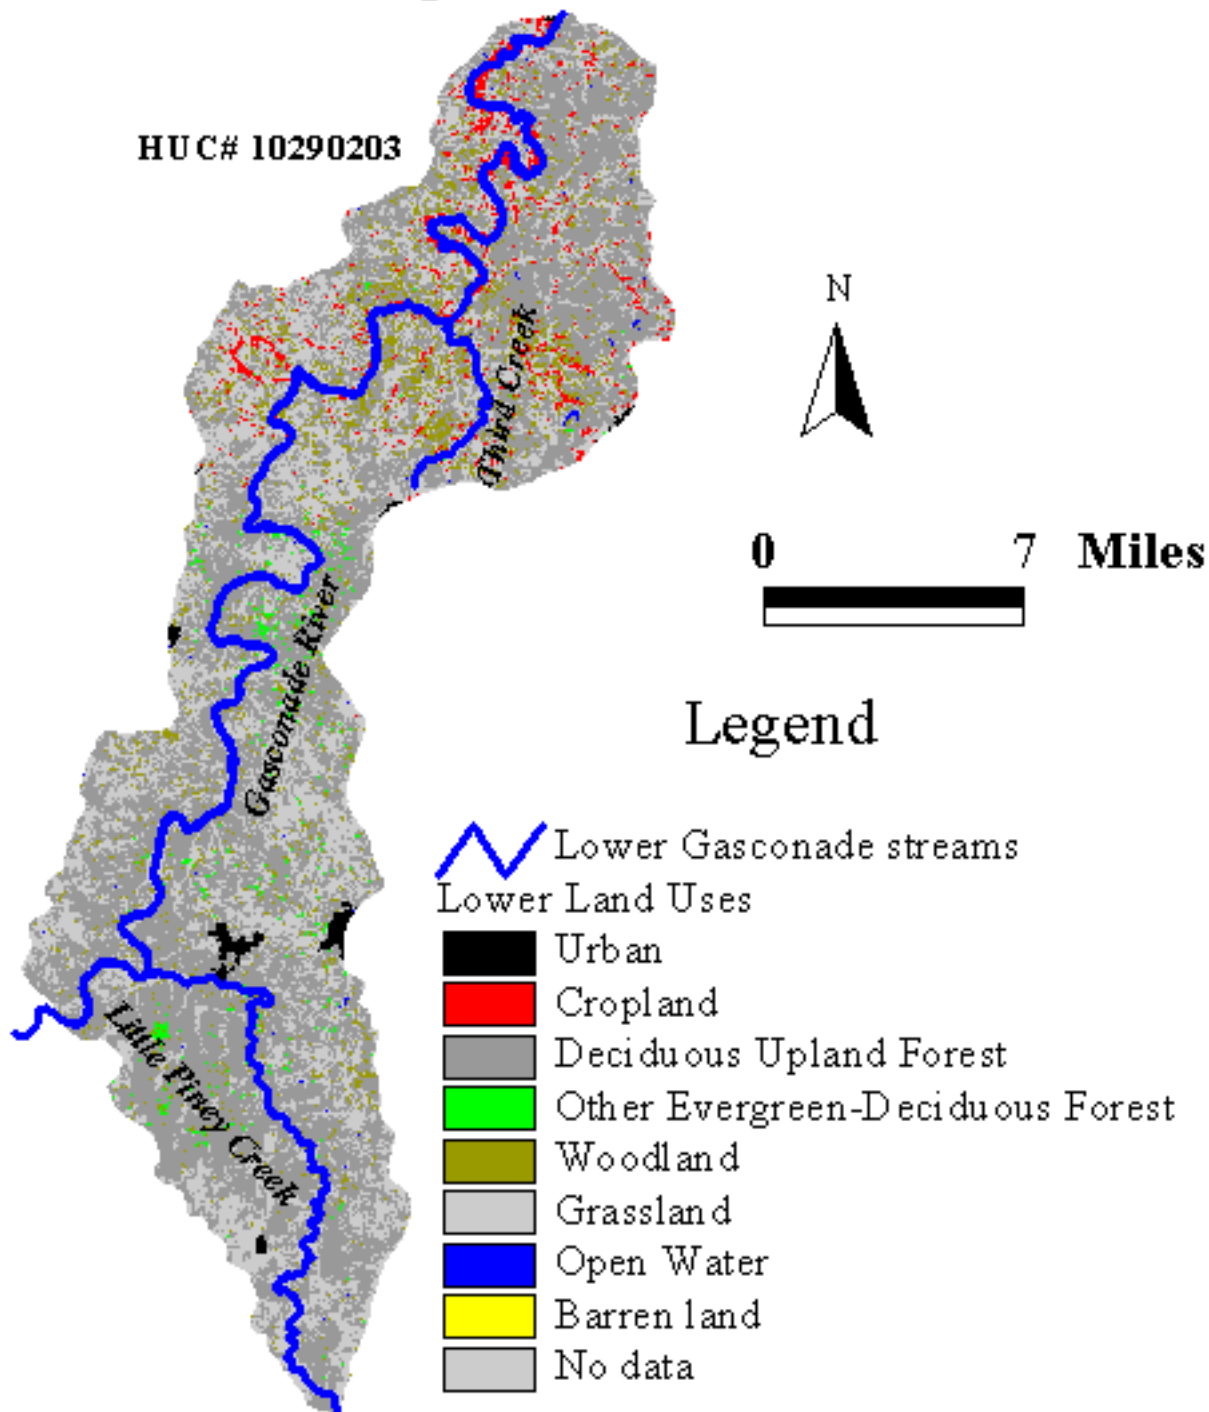 HUC# 10290203
N
Third Creek
0 7 Miles
Gasconade River
Legend
Lower Gasconade streams
Lower Land Uses
Urban
Cropland
Deciduous Upland Forest
Other Evergreen-Deciduous Forest
Woodland
Grassland
Open Water
Barren land
No data
Little Piney Creek